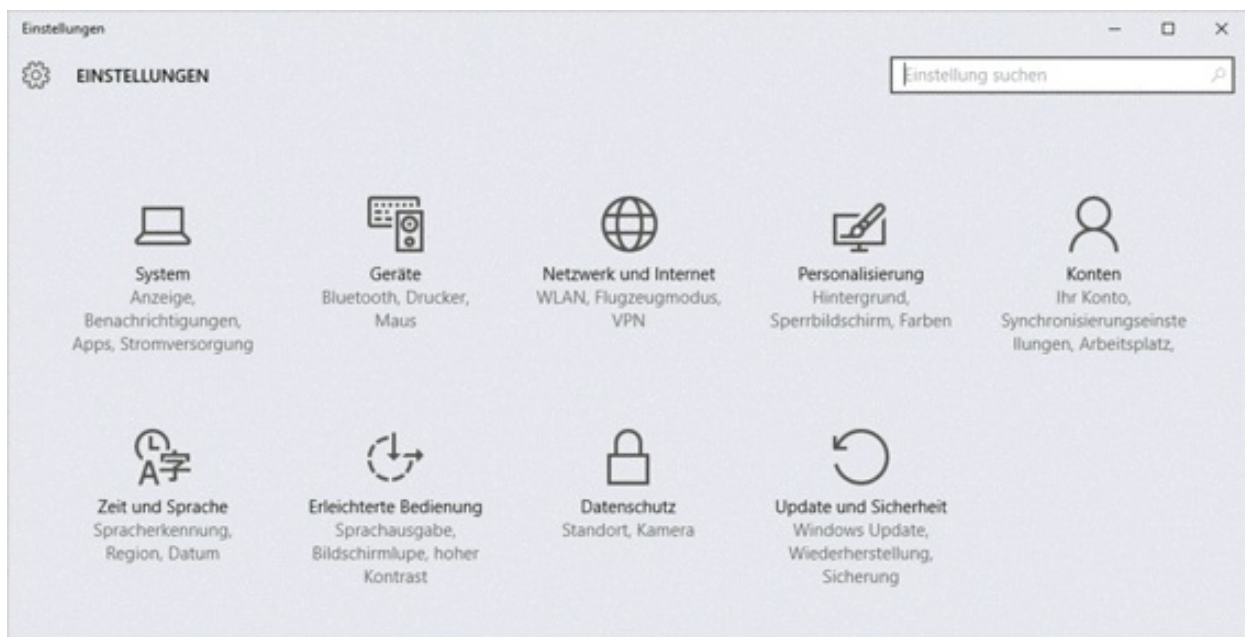 Einstellungen
EINSTELLUNGEN
Einstellung suchen
System
Anzeige,
Benachrichtigungen,
Apps, Stromversorgung
Geräte
Bluetooth, Drucker,
Maus
Netzwerk und Internet
WLAN, Flugzeugmodus,
VPN
Personalisierung
Hintergrund,
Sperrbildschirm, Farben
Konten
Ihr Konto,
Synchronisierungseinste
llungen, Arbeitsplatz,
Zeit und Sprache
Spracherkennung,
Region, Datum
Erleichterte Bedienung
Sprachausgabe,
Bildschirmlupe, hoher
Kontrast
Datenschutz
Standort, Kamera
Update und Sicherheit
Windows Update,
Wiederherstellung,
Sicherung